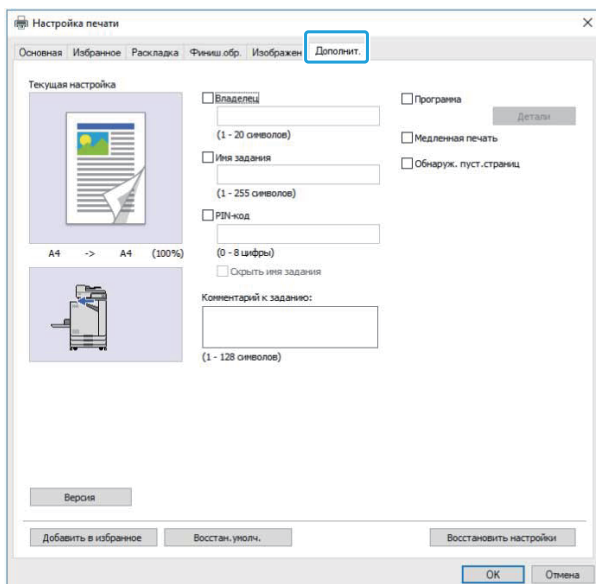 Настройка печати
Основная Избранное Раскладка Финиш.обр. Изображен Дополнит.
Текущая настройка
A4 -> A4 (100%)
Версия
Владелец
(1 - 20 символов)
Имя задания
(1 - 255 символов)
PIN-код
(0 - 8 цифры)
Скрыть имя задания
Комментарий к заданию:
(1 - 128 символов)
Программа
Детали
Медленная печать
Обнаруж. пуст.страниц
Добавить в избранное Восстан.умолч. Восстановить настройки
OK Отмена